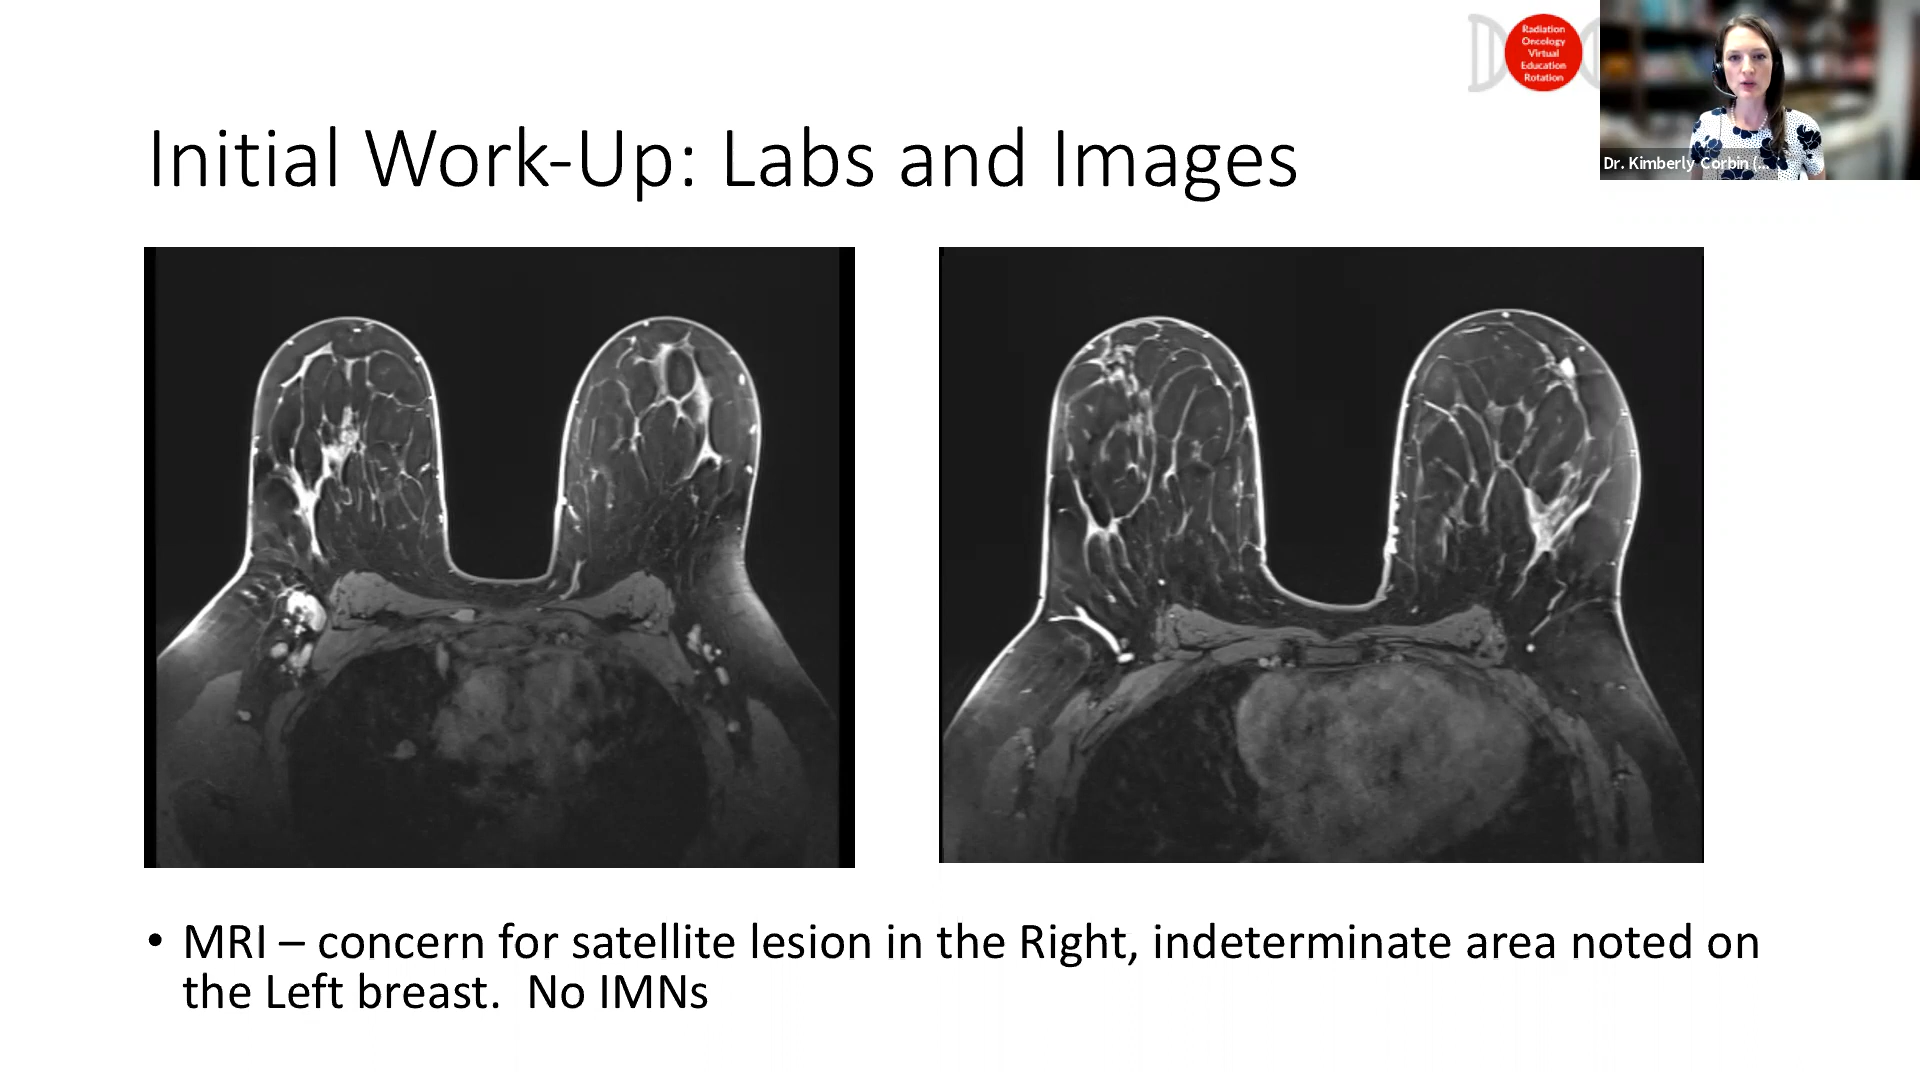 Radiation
Oncology
Virtual
Education
Rotation
Dr. Kimberly Corbin (...
Initial Work-Up: Labs and Images
• MRI – concern for satellite lesion in the Right, indeterminate area noted on
the Left breast. No IMNs